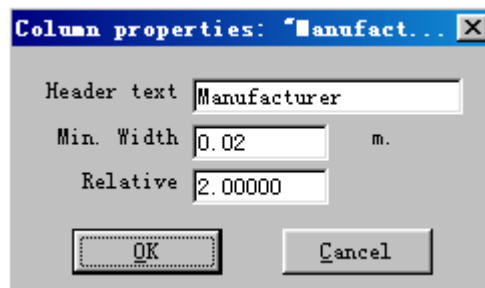 Column properties: "Manufact...
Header text Manufacturer
Min. Width 0.02 m.
Relative 2.00000
OK Cancel